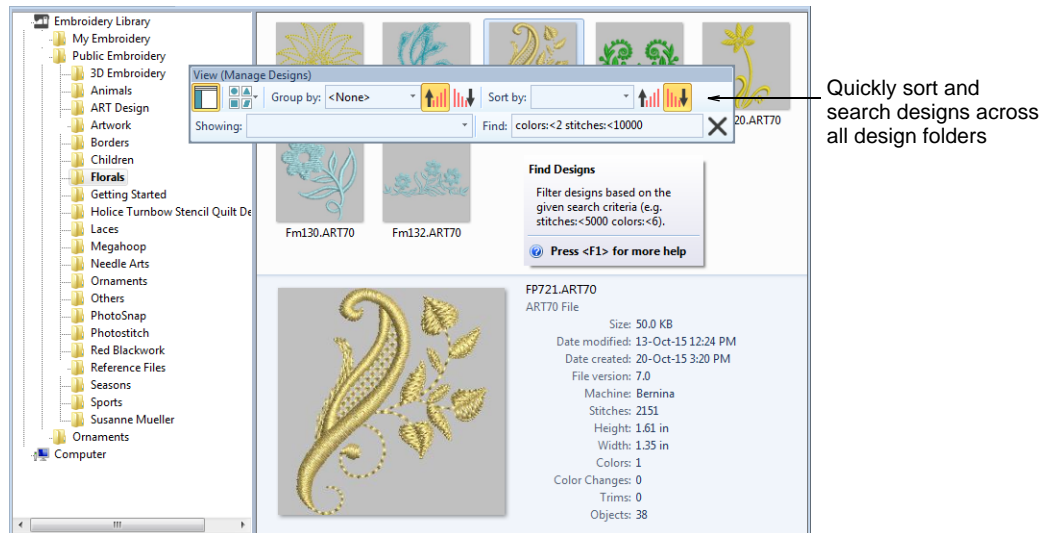 Embroidery Library
My Embroidery
Public Embroidery
3D Embroidery
Animals
ART Design
Artwork
Borders
Children
Florals
Getting Started
Holice Turnbow Stencil Quilt De
Laces
Megahoop
Needle Arts
Ornaments
Others
PhotoSnap
Photostitch
Red Blackwork
Reference Files
Seasons
Sports
Susanne Mueller
Ornaments
Computer
View (Manage Designs)
Group by: <None>
Sort by:
Showing:
Find: colors:<2 stitches:<10000
20.ART70
Quickly sort and
search designs across
all design folders
Fm130.ART70
Fm132.ART70
Find Designs
Filter designs based on the
given search criteria (e.g.
stitches:<5000 colors:<6).
Press <F1> for more help
FP721.ART70
ART70 File
Size: 50.0 KB
Date modified: 13-Oct-15 12:24 PM
Date created: 20-Oct-15 3:20 PM
File version: 7.0
Machine: Bernina
Stitches: 2151
Height: 1.61 in
Width: 1.35 in
Colors: 1
Color Changes: 0
Trims: 0
Objects: 38